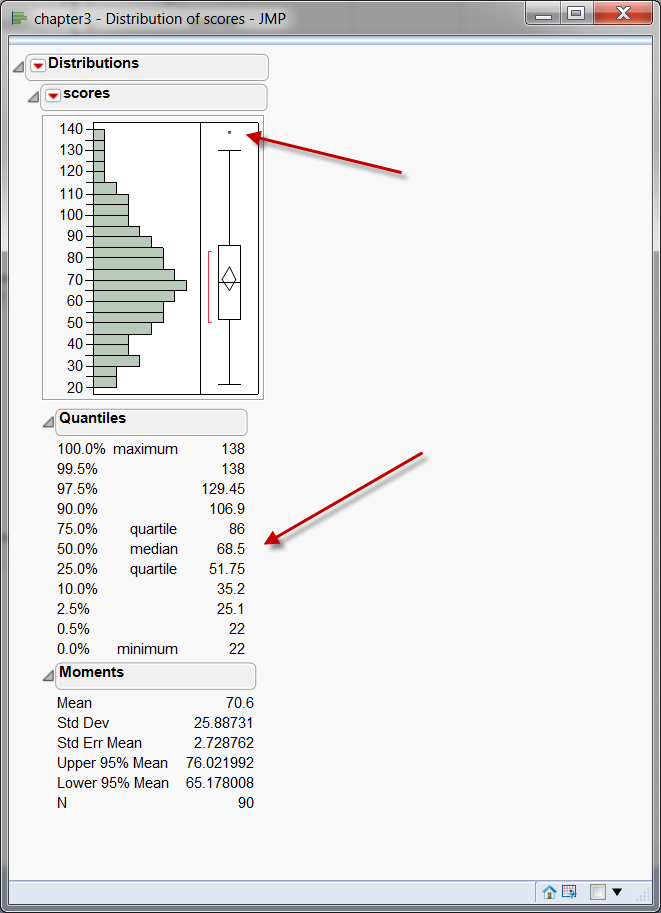 chapter3 - Distribution of scores - JMP
Distributions
scores
140
130
120
110
100
90
80
70
60
50
40
30
20
Quantiles
100.0% maximum 138
99.5% 138
97.5% 129.45
90.0% 106.9
75.0% quartile 86
50.0% median 68.5
25.0% quartile 51.75
10.0% 35.2
2.5% 25.1
0.5% 22
0.0% minimum 22
Moments
Mean 70.6
Std Dev 25.88731
Std Err Mean 2.728762
Upper 95% Mean 76.021992
Lower 95% Mean 65.178008
N 90